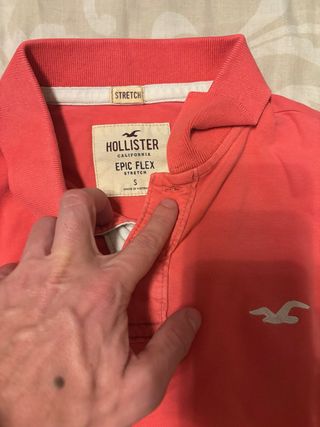 STRETCH
HOLLISTER
CALIFORNIA
EPIC FLEX
STRETCH
S